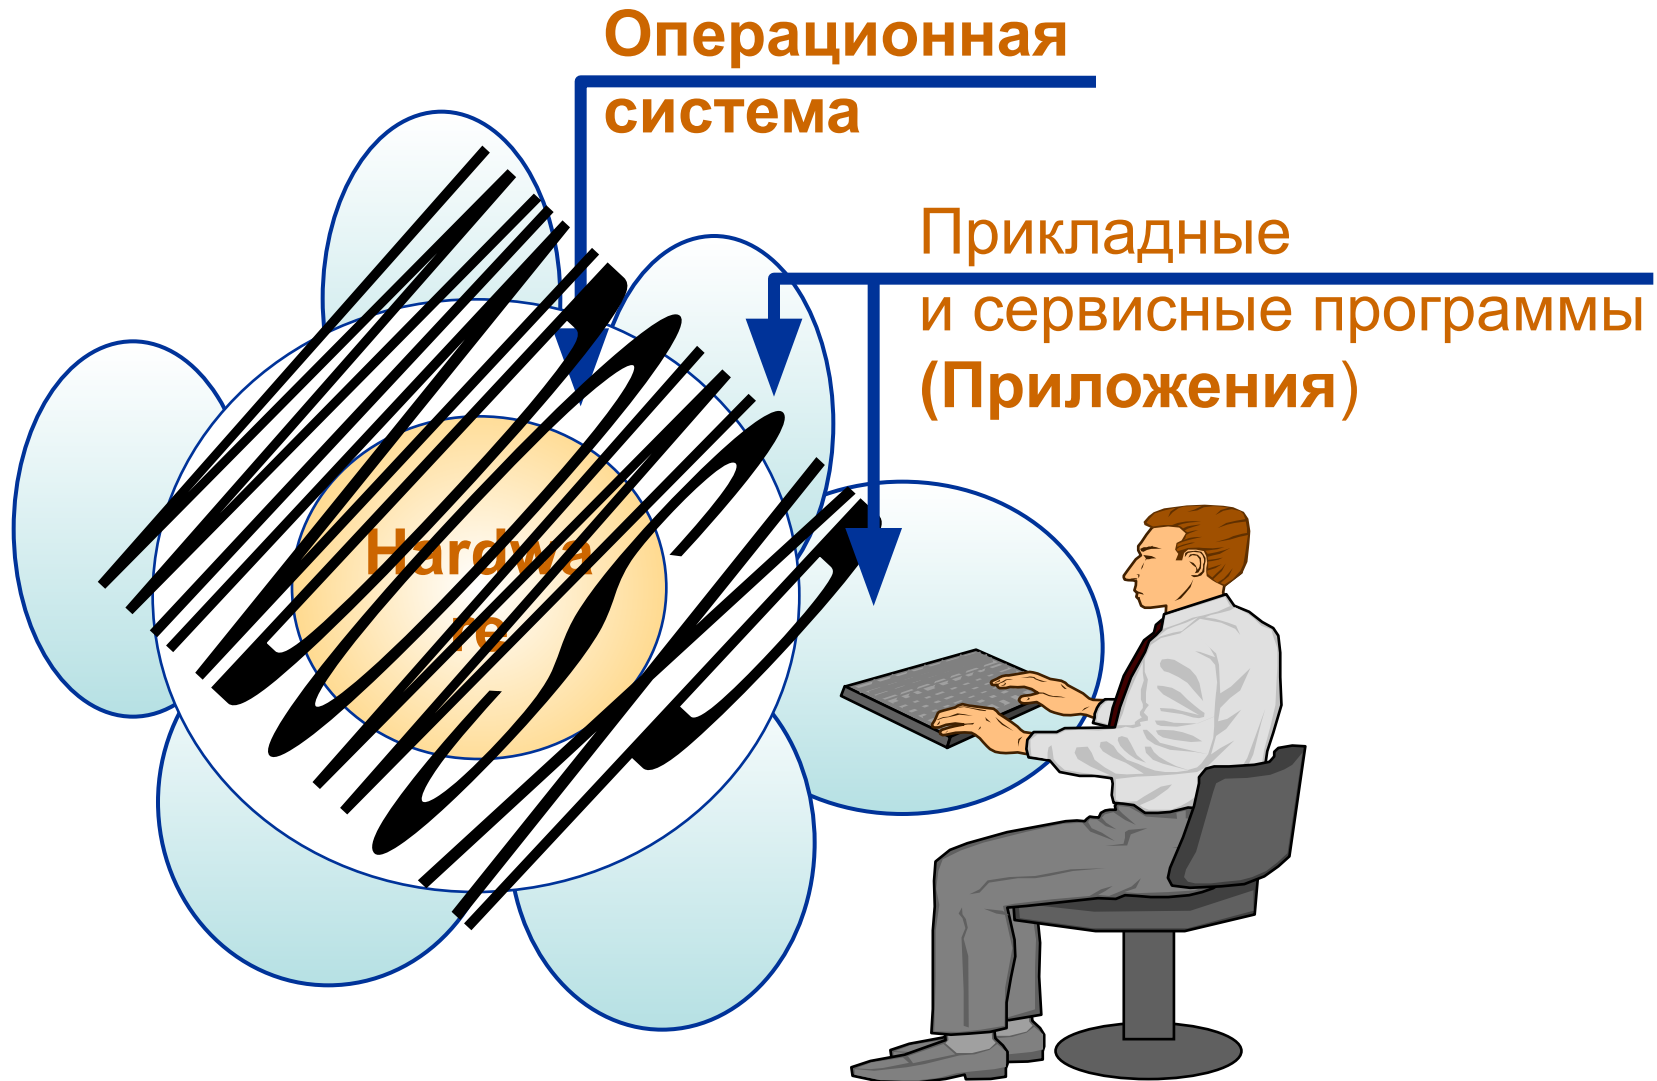 Операционная
система
Прикладные
и сервисные программы
(Приложения)
Hardwa
re